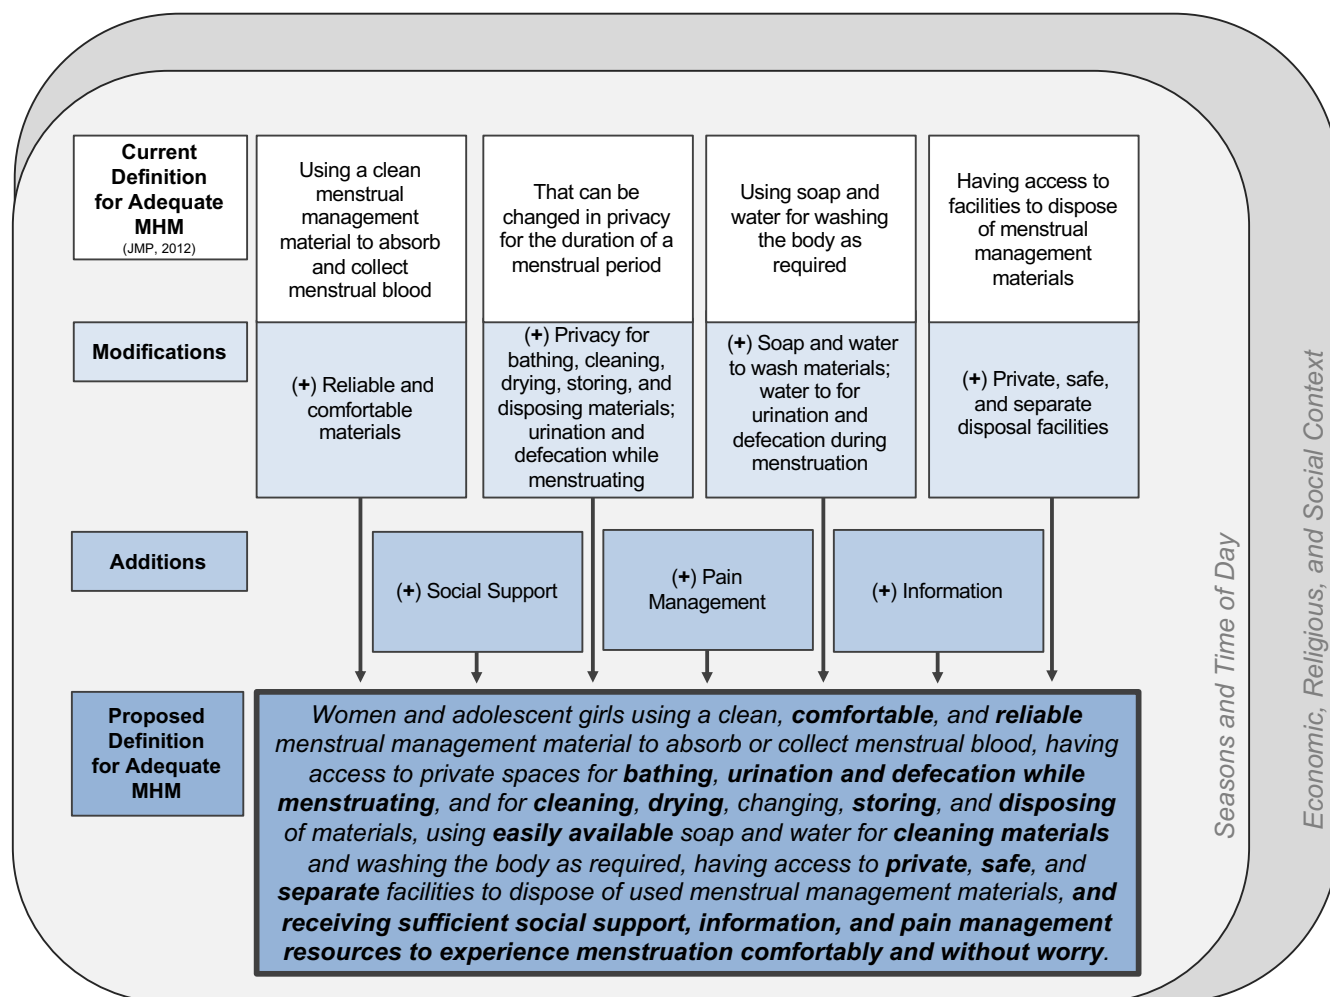 Current
Definition
for Adequate
MHM
(JMP, 2012)
Using a clean
menstrual
management
material to absorb
and collect
menstrual blood
That can be
changed in privacy
for the duration of a
menstrual period
Using soap and
water for washing
the body as
required
Having access to
facilities to dispose
of menstrual
management
materials
Modifications
(+) Reliable and
comfortable
materials
(+) Privacy for
bathing, cleaning,
drying, storing, and
disposing materials;
urination and
defecation while
menstruating
(+) Soap and water
to wash materials;
water to for
urination and
defecation during
menstruation
(+) Private, safe,
and separate
disposal facilities
Additions
(+) Social Support
(+) Pain
Management
(+) Information
Proposed
Definition
for Adequate
MHM
Women and adolescent girls using a clean, comfortable, and reliable
menstrual management material to absorb or collect menstrual blood, having
access to private spaces for bathing, urination and defecation while
menstruating, and for cleaning, drying, changing, storing, and disposing
of materials, using easily available soap and water for cleaning materials
and washing the body as required, having access to private, safe, and
separate facilities to dispose of used menstrual management materials, and
receiving sufficient social support, information, and pain management
resources to experience menstruation comfortably and without worry.
Seasons and Time of Day
Economic, Religious, and Social Context